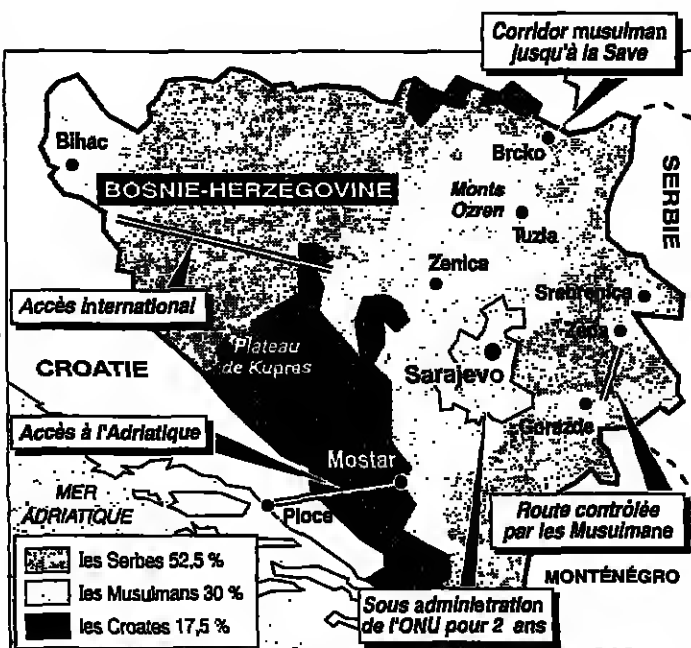 Corridor musulman
jusqu'à la Save
Bihac
Brcko
SERBIE
BOSNIE-HERZÉGOVINE
Monts
Ozren
Tuzla
Zenica
Srebrenica
Accès international
Zepa
Plateau
de Kupras
CROATIE
Sarajevo
Gorazde
Accès à l'Adriatique
Mostar
MER
ADRIATIQUE
Ploce
Route contrôlée
par les Musulmane
les Serbes 52,5 %
les Musulmans 30 %
les Croates 17,5 %
MONTÉNÉGRO
Sous administration
de l'ONU pour 2 ans